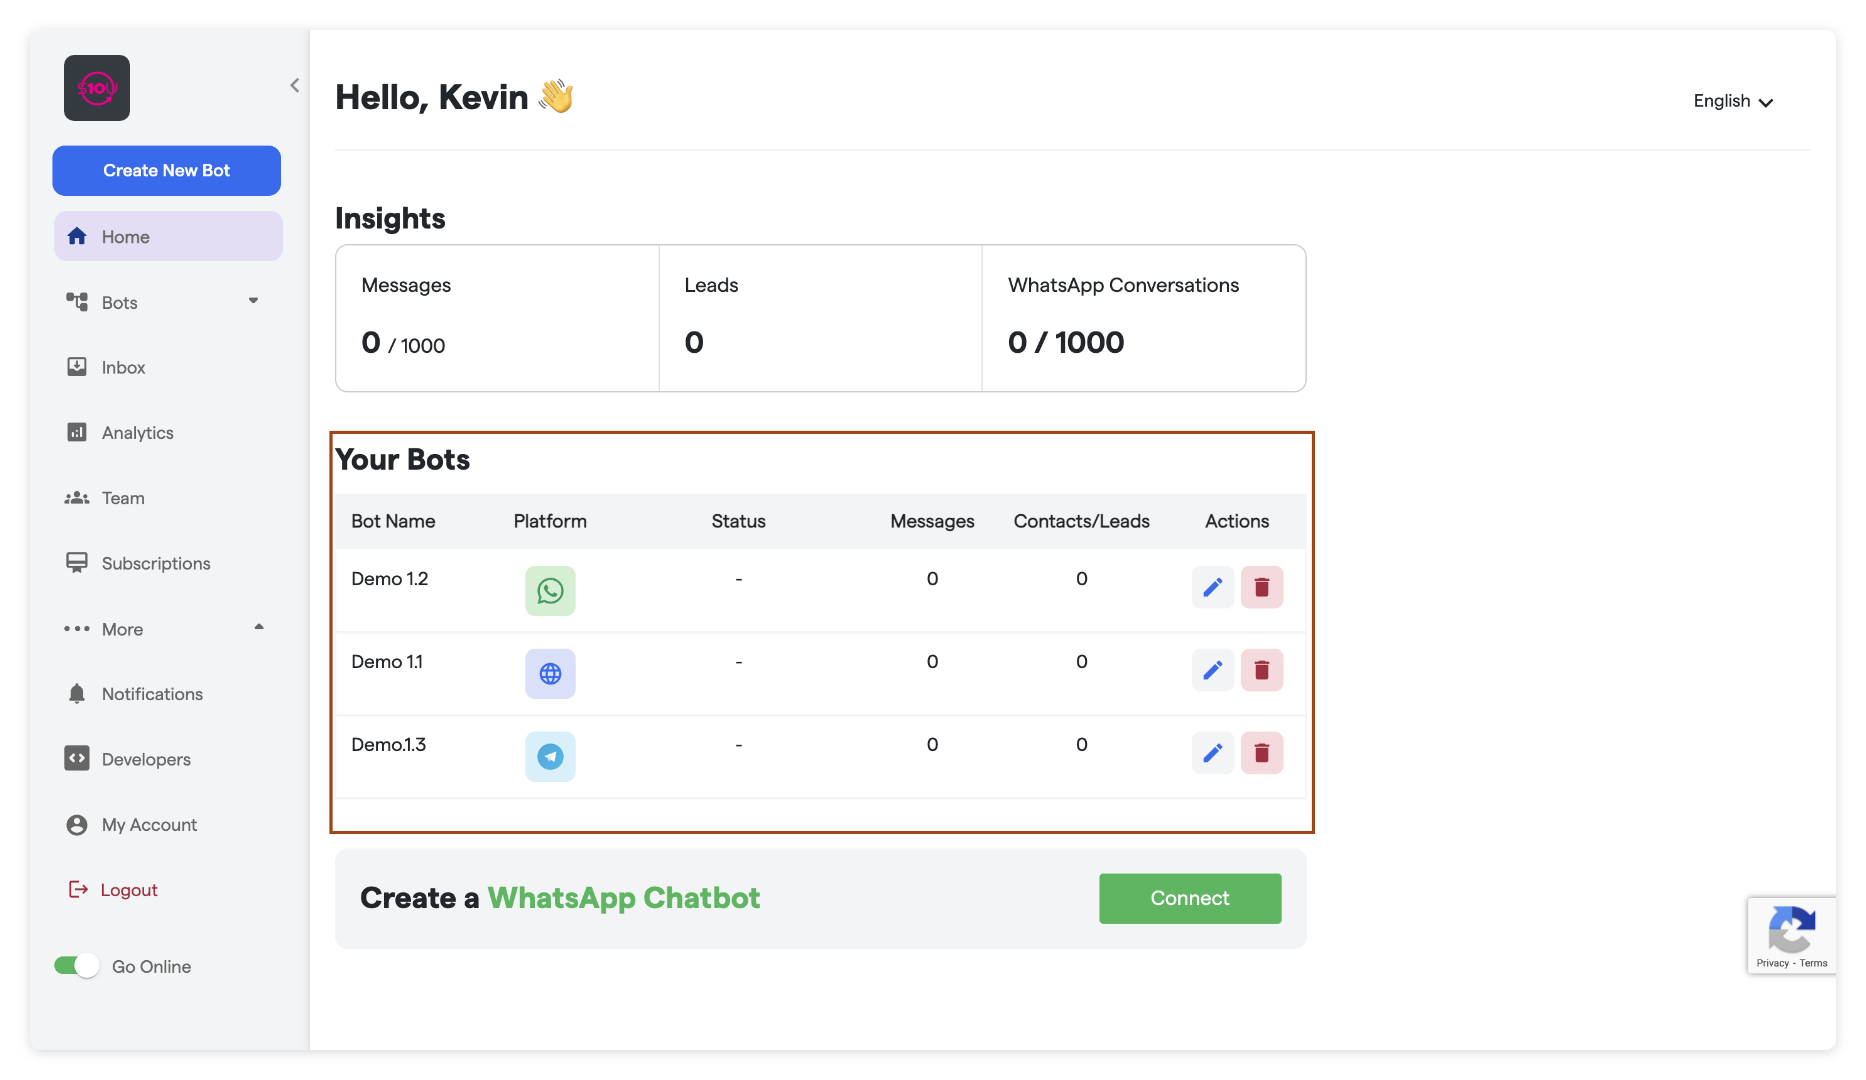 $10U
Create New Bot
Home
Bots
Inbox
Analytics
Team
Subscriptions
More
Notifications
Developers
My Account
Logout
Go Online
Hello, Kevin 👋
English
Insights
Messages
0 / 1000
Leads
0
WhatsApp Conversations
0 / 1000
Your Bots
Bot Name Platform Status Messages Contacts/Leads Actions
Demo 1.2 - 0 0
Demo 1.1 - 0 0
Demo.1.3 - 0 0
Create a WhatsApp Chatbot
Connect
Privacy - Terms